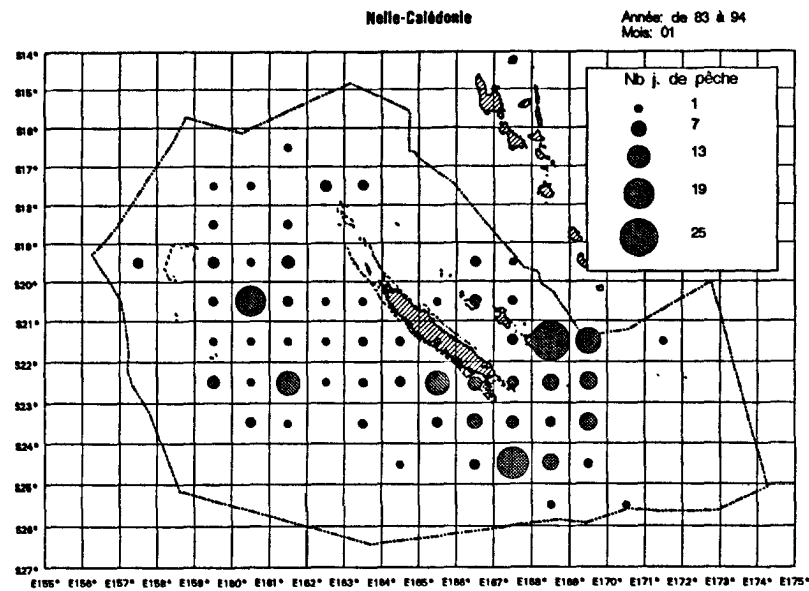 Nelle-Calédonie
Année: de 83 à 94
Mois: 01
Nb j. de pêche
1
7
13
19
25
S14°
S15°
S16°
S17°
S18°
S19°
S20°
S21°
S22°
S23°
S24°
S25°
S26°
S27°
E155° E156° E157° E158° E159° E160° E161° E162° E163° E164° E165° E166° E167° E168° E169° E170° E171° E172° E173° E174° E175°